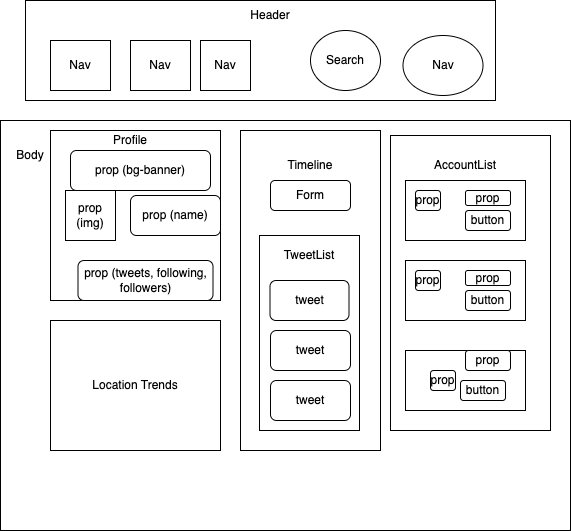 Header
Nav
Nav
Nav
Search
Nav
Body
Profile
prop (bg-banner)
prop
(img)
prop (name)
prop (tweets, following,
followers)
Location Trends
Timeline
Form
TweetList
tweet
tweet
tweet
AccountList
prop
prop
button
prop
prop
button
prop
prop
button